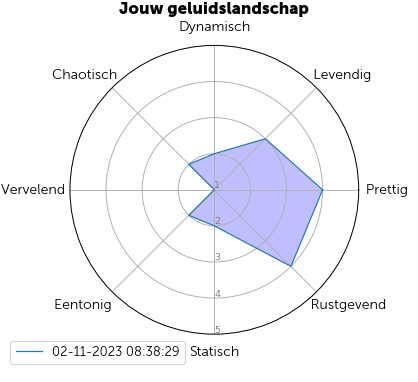 Jouw geluidslandschap
Dynamisch
Chaotisch
Levendig
Vervelend
1
Prettig
2
3
4
5
Eentonig
Rustgevend
02-11-2023 08:38:29
Statisch